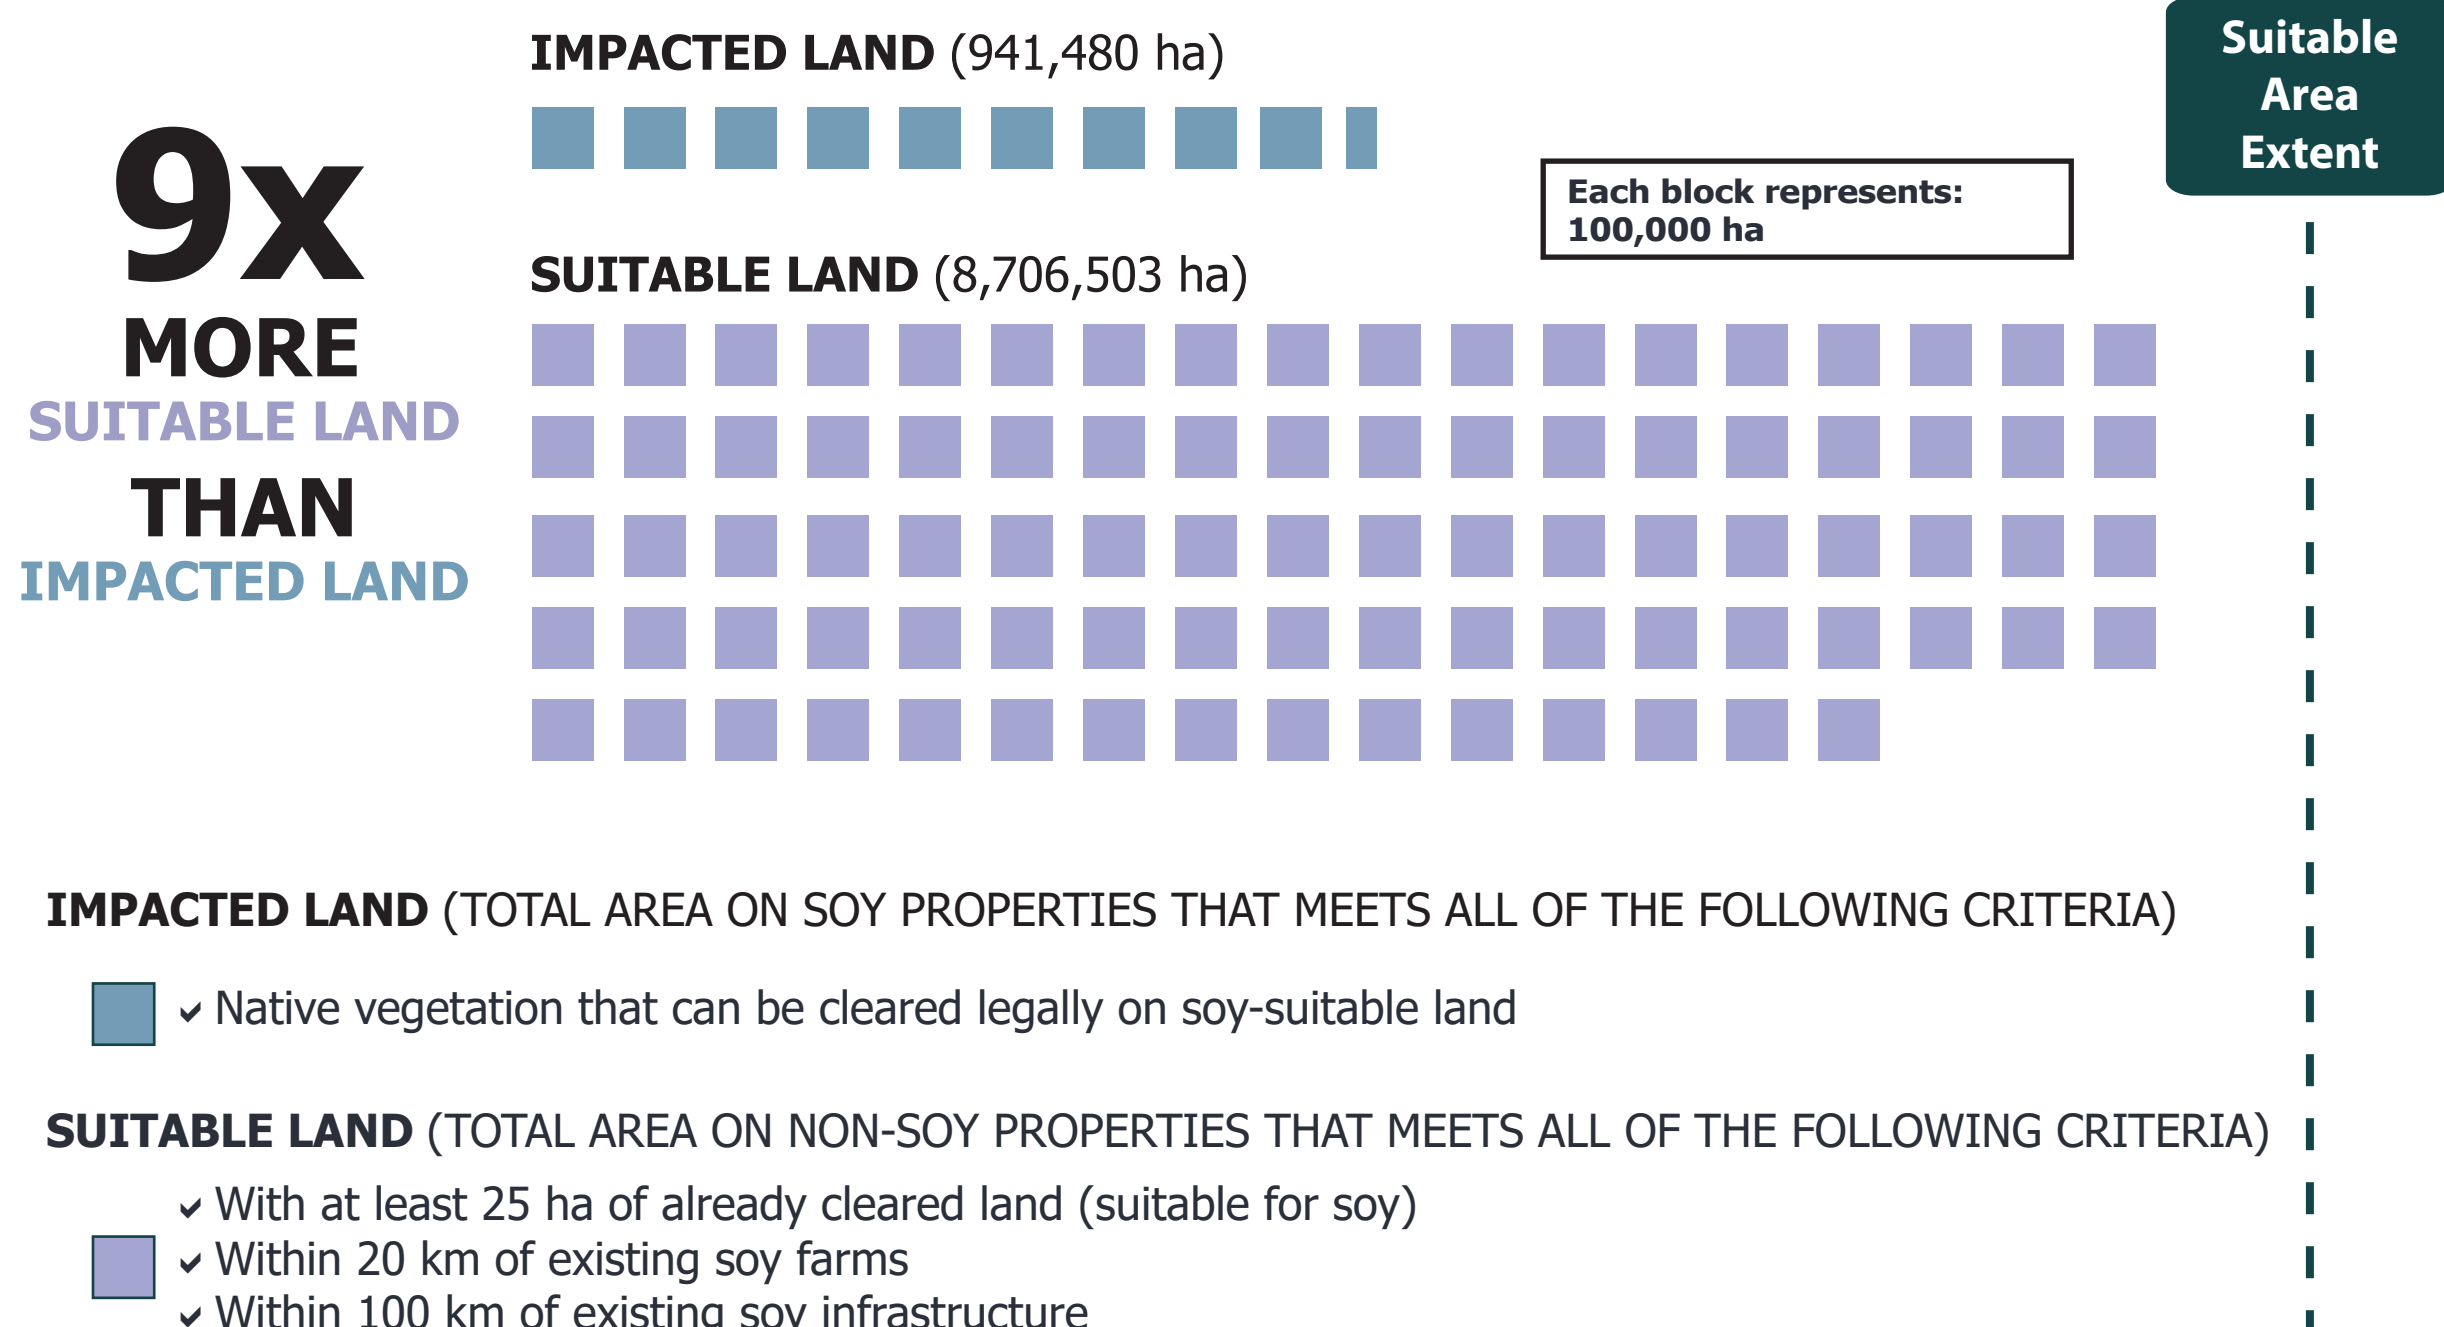 IMPACTED LAND (941,480 ha)
Suitable
Area
Extent
9x
MORE
SUITABLE LAND
THAN
IMPACTED LAND
Each block represents:
100,000 ha
SUITABLE LAND (8,706,503 ha)
IMPACTED LAND (TOTAL AREA ON SOY PROPERTIES THAT MEETS ALL OF THE FOLLOWING CRITERIA)
✓ Native vegetation that can be cleared legally on soy-suitable land
SUITABLE LAND (TOTAL AREA ON NON-SOY PROPERTIES THAT MEETS ALL OF THE FOLLOWING CRITERIA)
✓ With at least 25 ha of already cleared land (suitable for soy)
✓ Within 20 km of existing soy farms
✓ Within 100 km of existing soy infrastructure